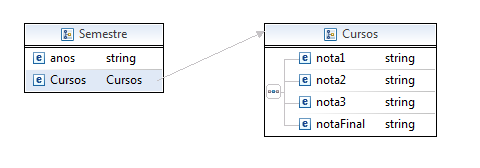 Semestre
anos string
Cursos Cursos
Cursos
nota1 string
nota2 string
nota3 string
notaFinal string